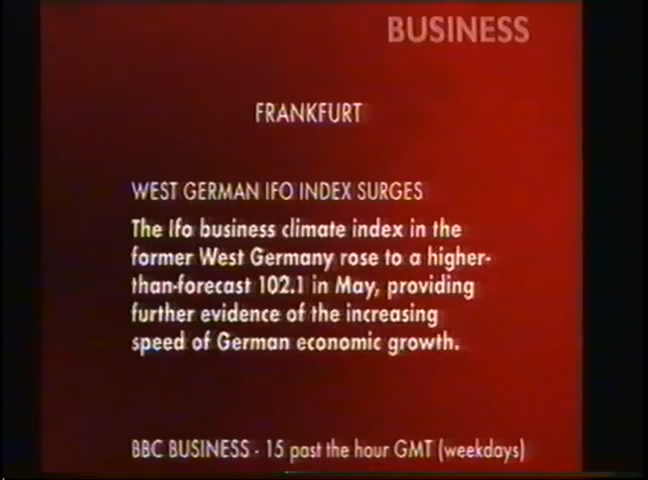 BUSINESS
FRANKFURT
WEST GERMAN IFO INDEX SURGES
The Ifo business climate index in the
former West Germany rose to a higher-
than-forecast 102.1 in May, providing
further evidence of the increasing
speed of German economic growth.
BBC BUSINESS - 15 past the hour GMT (weekdays)